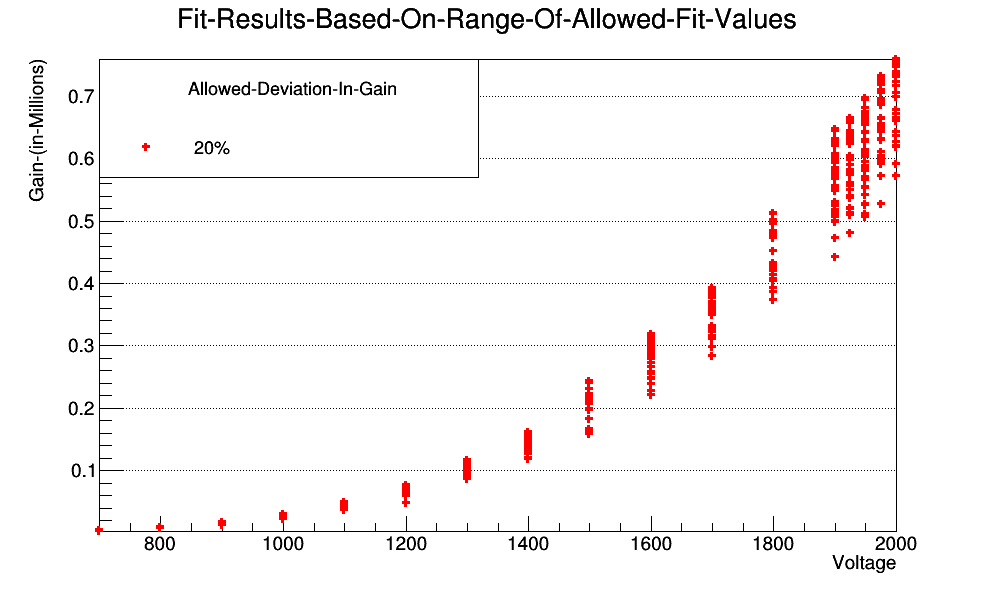 Fit-Results-Based-On-Range-Of-Allowed-Fit-Values
Gain-(in-Millions)
Allowed-Deviation-In-Gain
20%
0.7
0.6
0.5
0.4
0.3
0.2
0.1
800 1000 1200 1400 1600 1800 2000
Voltage